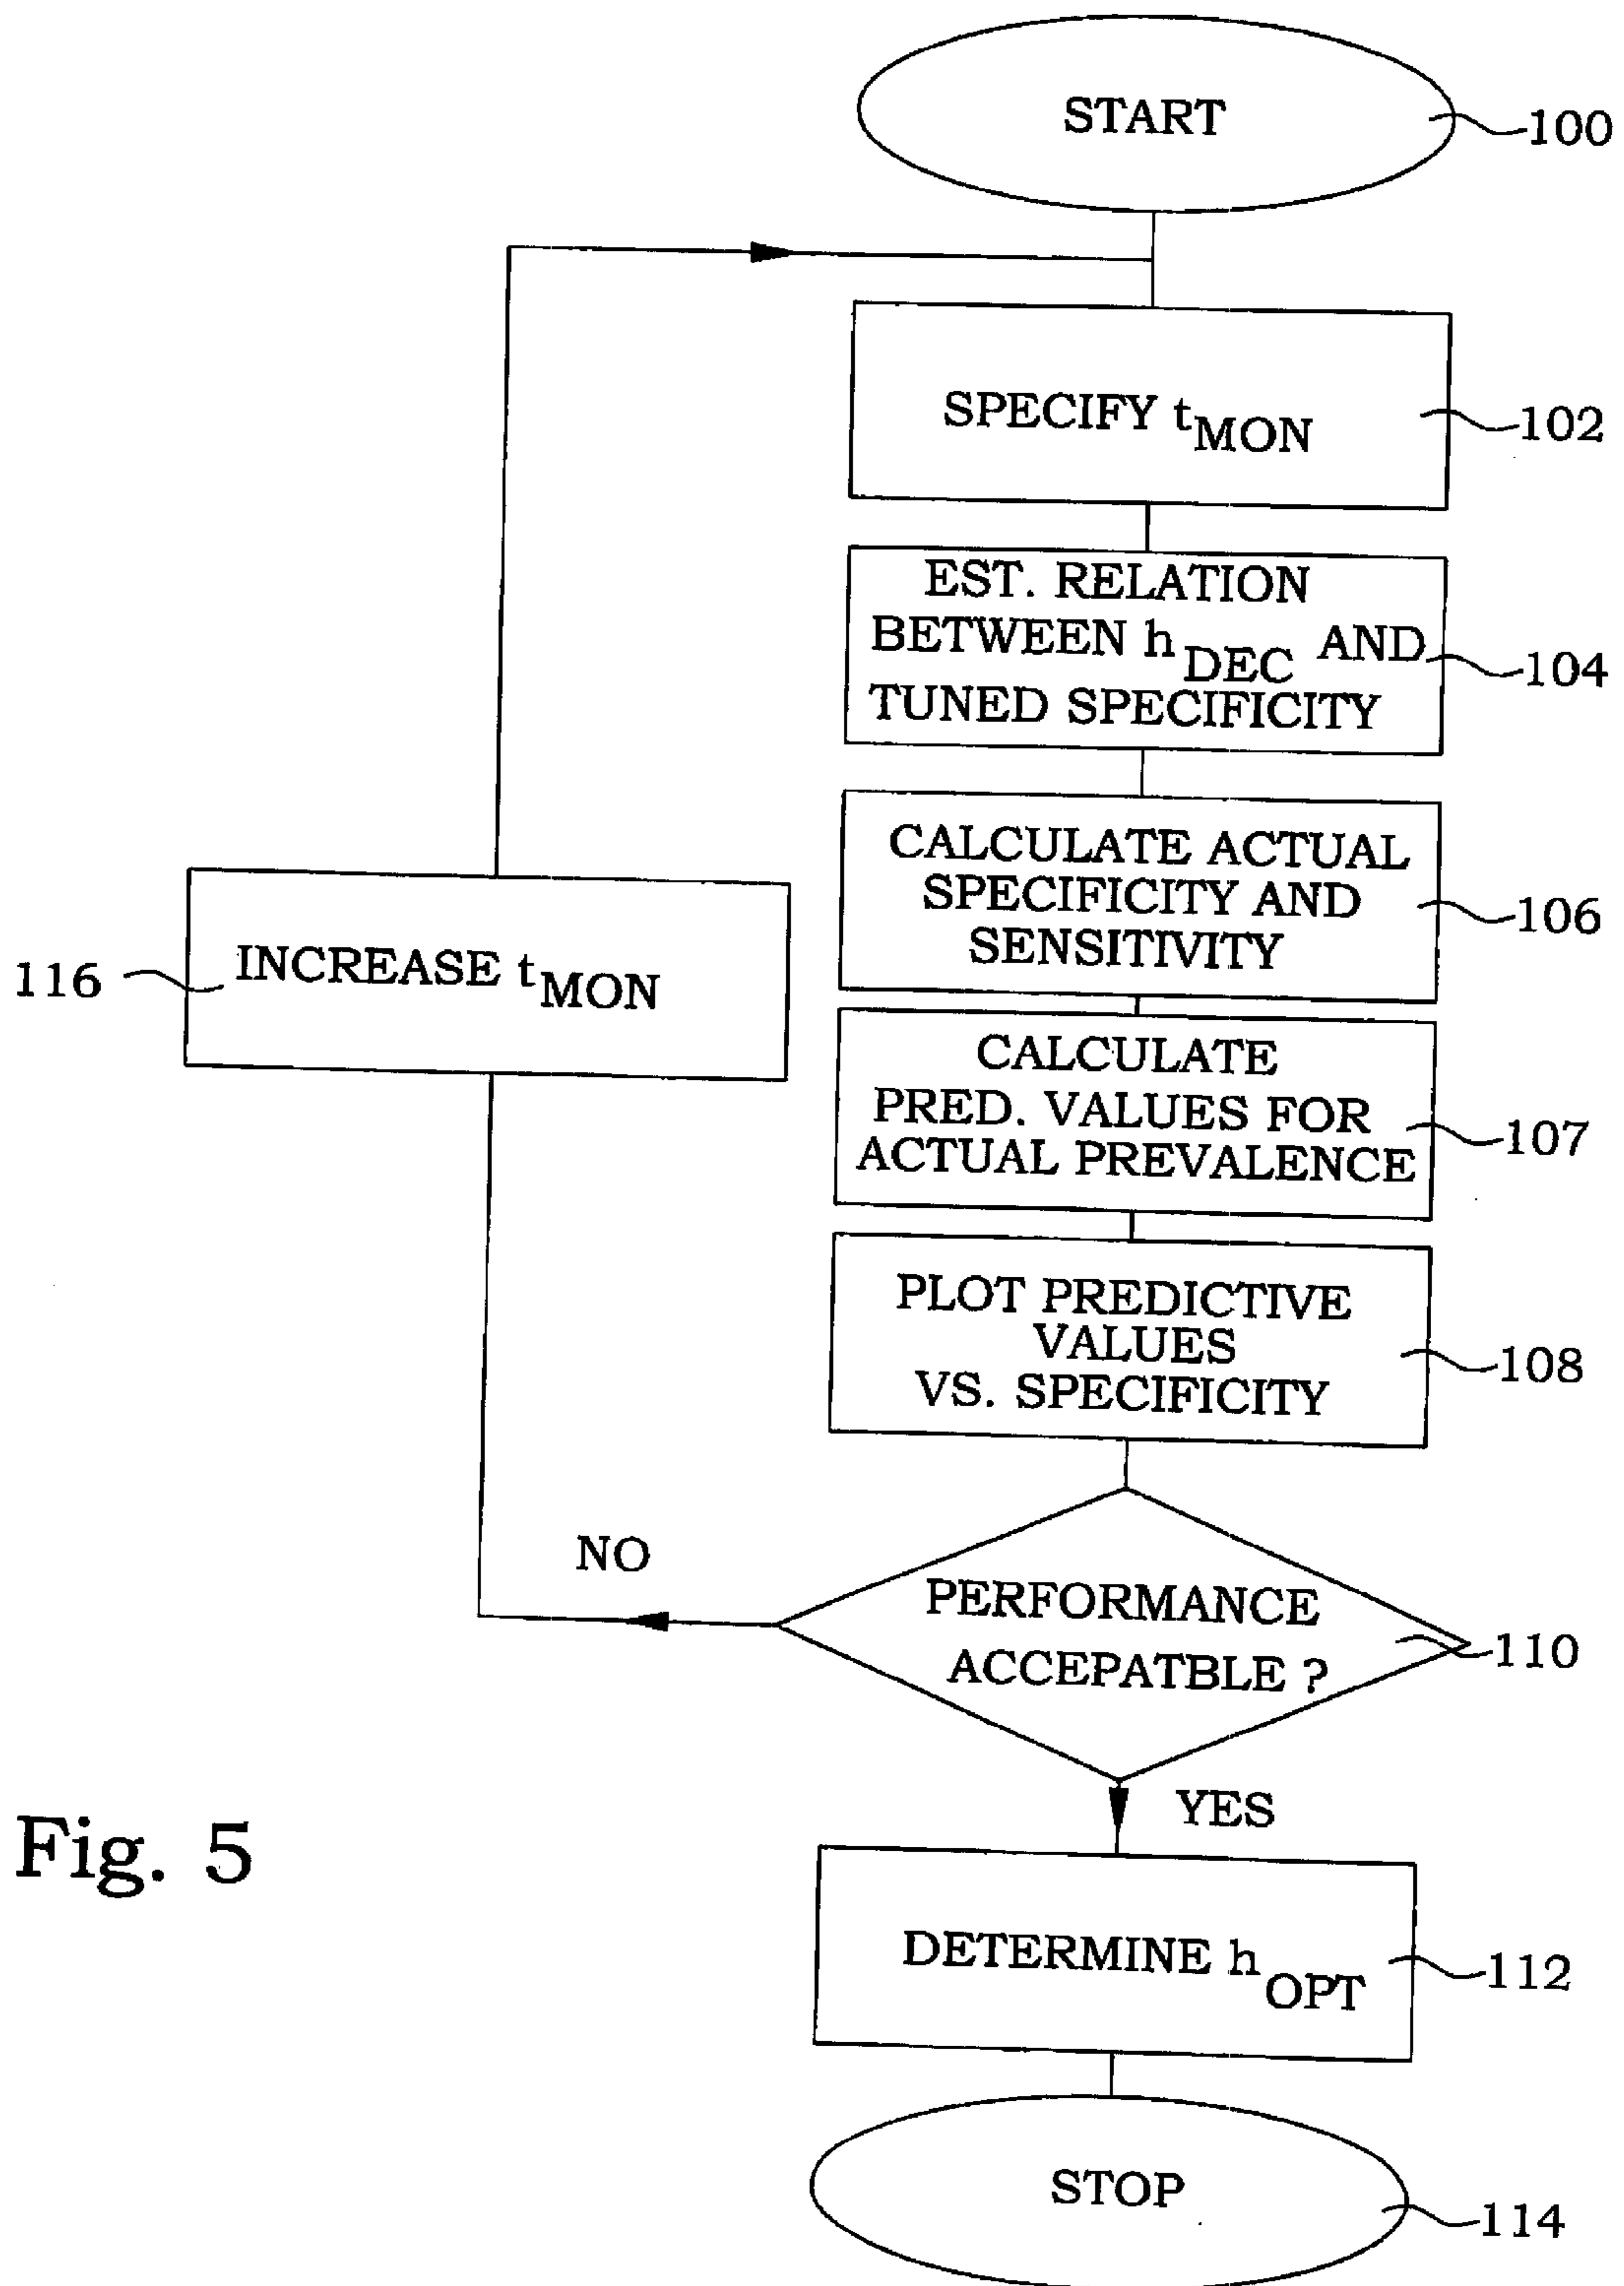 START
100
SPECIFY tMON
102
EST. RELATION
BETWEEN hDEC AND
TUNED SPECIFICITY
104
CALCULATE ACTUAL
SPECIFICITY AND
SENSITIVITY
106
116
INCREASE tMON
CALCULATE
PRED. VALUES FOR
ACTUAL PREVALENCE
107
PLOT PREDICTIVE
VALUES
VS. SPECIFICITY
108
NO
PERFORMANCE
ACCEPATBLE ?
110
YES
Fig. 5
DETERMINE hOPT
112
STOP
114